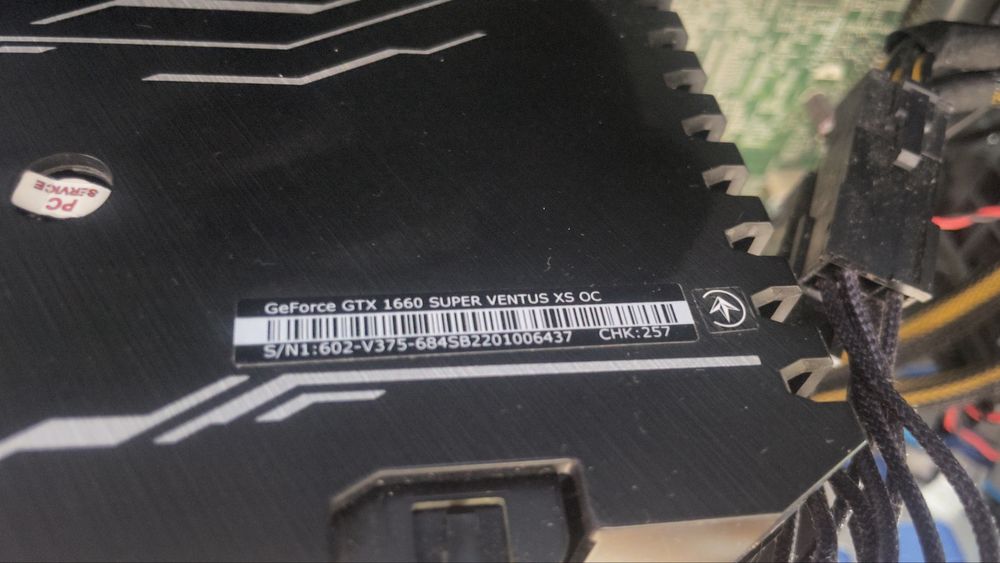 PC
SERVICE
GeForce GTX 1660 SUPER VENTUS XS OC
S/N1:602-V375-684SB2201006437 CHK:257